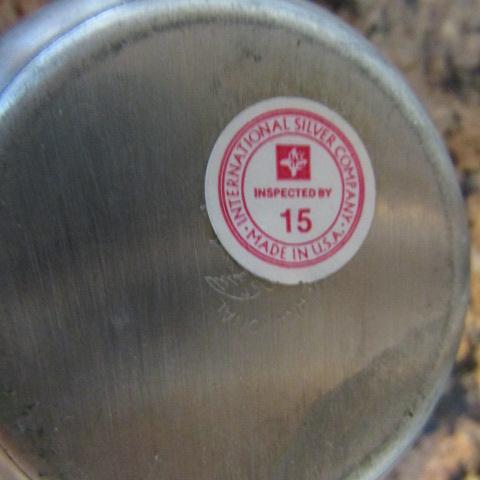 INTERNATIONAL SILVER COMPANY
INSPECTED BY
15
· MADE IN U.S.A. ·